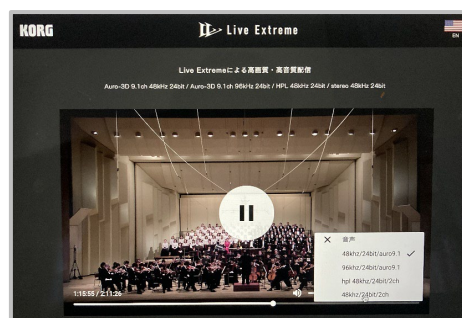 KORG
Live Extreme
EN
Live Extremeによる高画質・高音質配信
Auro-3D 9.1ch 48kHz 24bit / Auro-3D 9.1ch 96kHz 24bit / HPL 48kHz 24bit / stereo 48kHz 24bit
音声
48khz/24bit/auro9.1
96khz/24bit/auro9.1
hpl 48khz/24bit/2ch
48khz/24bit/2ch
1:15:55 / 2:11:26